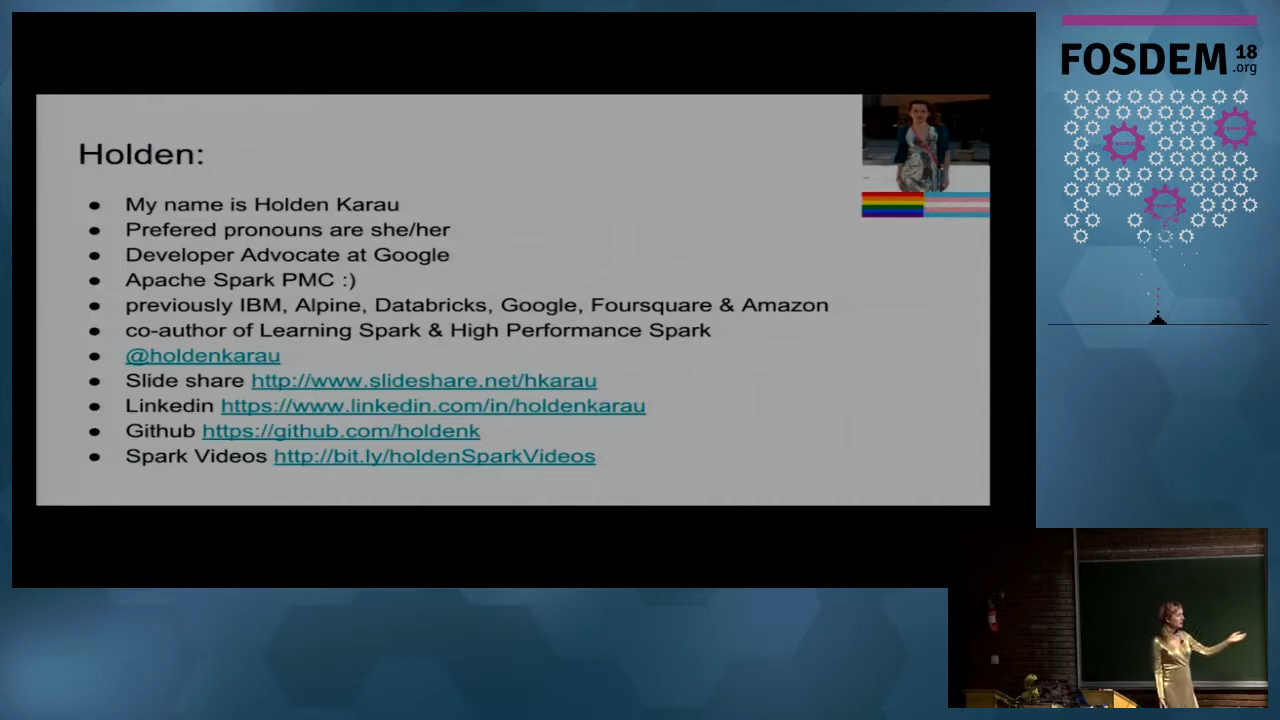 Holden:
● My name is Holden Karau
● Prefered pronouns are she/her
● Developer Advocate at Google
● Apache Spark PMC :)
● previously IBM, Alpine, Databricks, Google, Foursquare & Amazon
● co-author of Learning Spark & High Performance Spark
● @holdenkarau
● Slide share http://www.slideshare.net/hkarau
● Linkedin https://www.linkedin.com/in/holdenkarau
● Github https://github.com/holdenk
● Spark Videos http://bit.ly/holdenSparkVideos
FOSDEM 18
.org